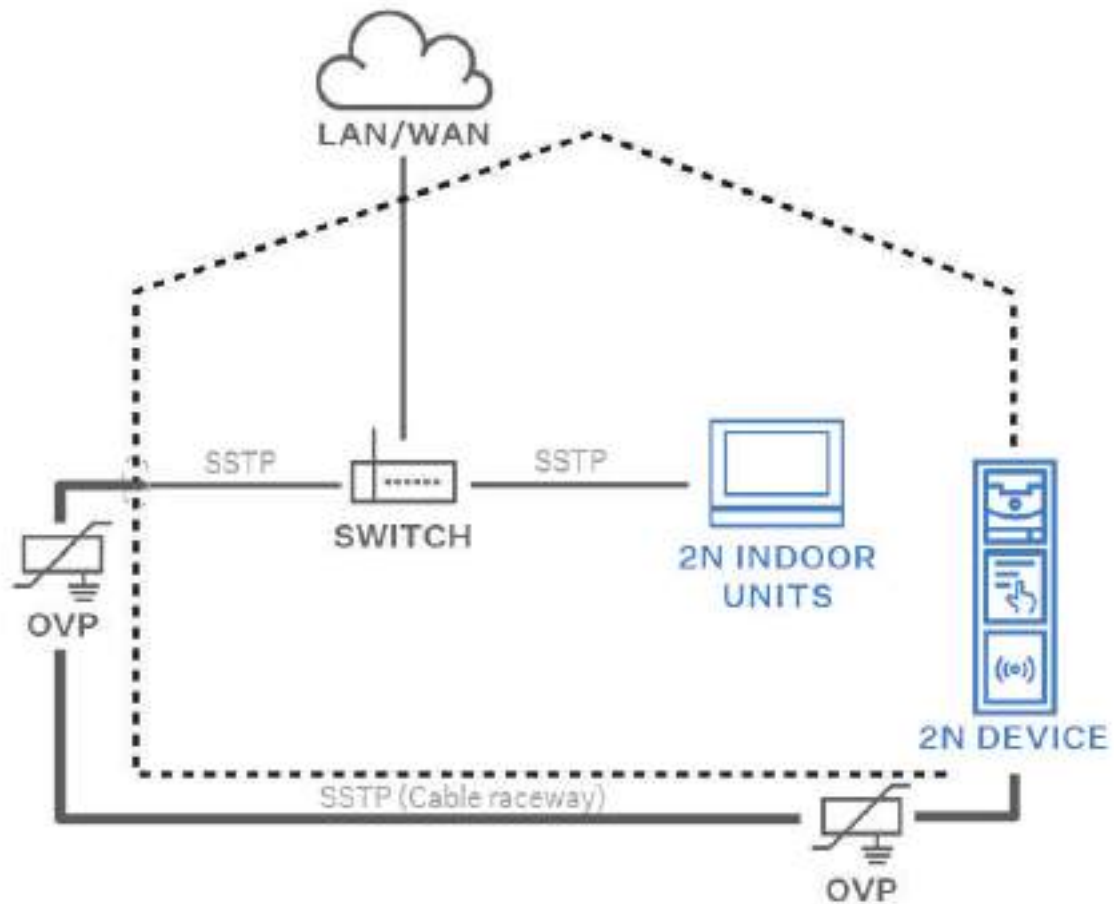 LAN/WAN
SSTP
SSTP
SWITCH
2N INDOOR
UNITS
OVP
2N DEVICE
SSTP (Cable raceway)
OVP